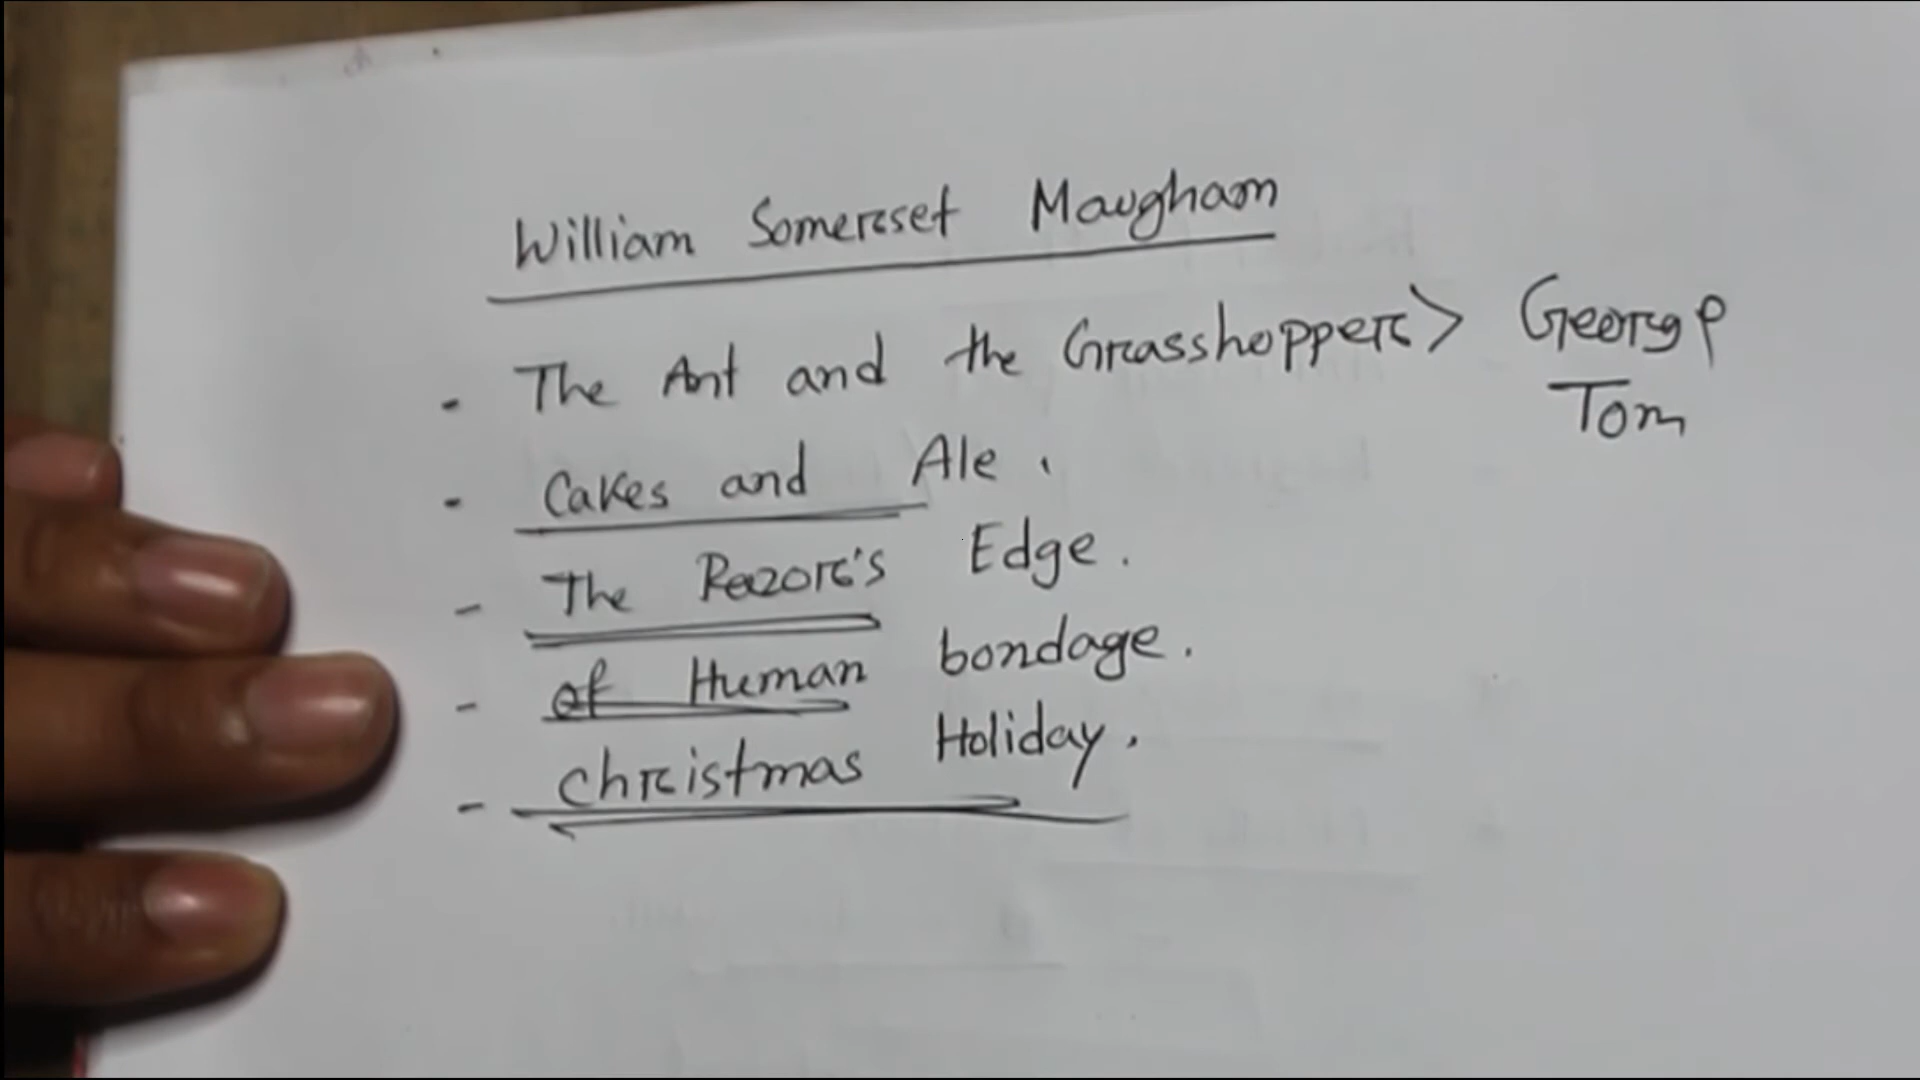 William Somerset Maugham
- The Ant and the Grasshopper> George
Tom
- Cakes and Ale.
- The Razor's Edge.
- of Human bondage.
- christmas Holiday.